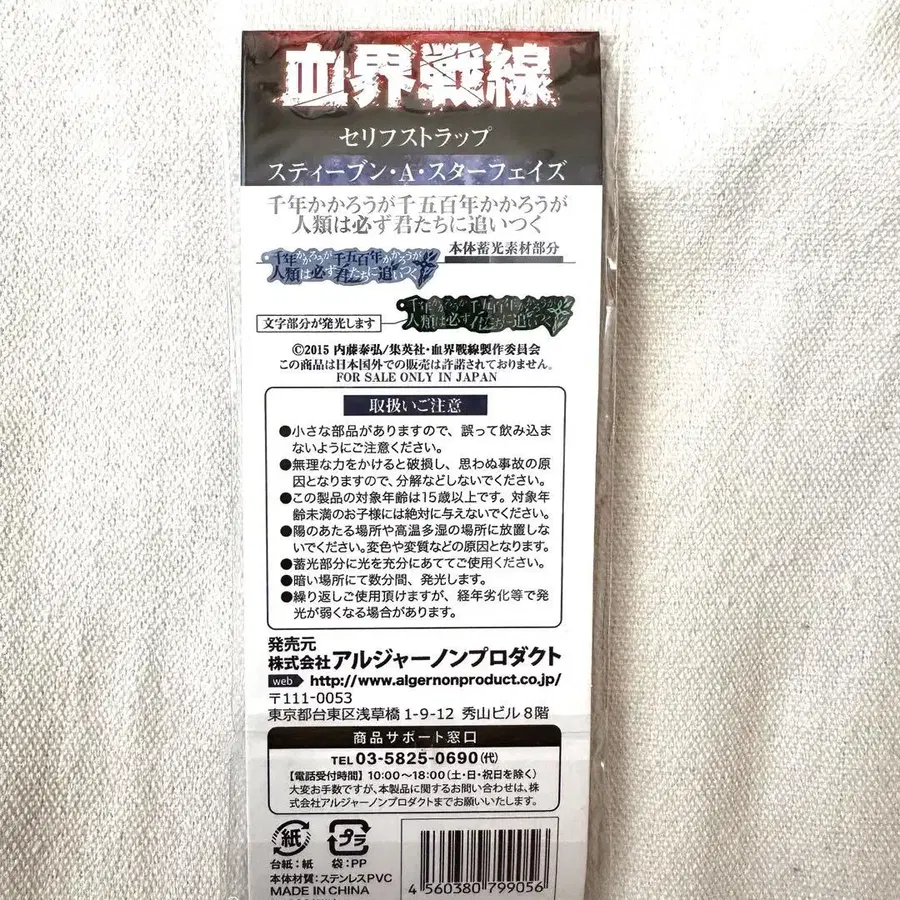 血界戦線
セリフストラップ
スティーブン・A・スターフェイズ
千年かかろうが千五百年かかろうが
人類は必ず君たちに追いつく
本体蓄光素材部分
千年かかろうが千五百年かかろうが
人類は必ず君たちに追いつく
千年かかろうが千五百年かかろうが
人類は必ず君たちに追いつく
文字部分が発光します
©2015 内藤泰弘/集英社・血界戦線製作委員会
この商品は日本国外での販売は許諾されておりません。
FOR SALE ONLY IN JAPAN
取扱いご注意
●小さな部品がありますので、誤って飲み込ま
ないようにご注意ください。
●無理な力をかけると破損し、思わぬ事故の原
因となりますので、分解などしないでください。
●この製品の対象年齢は15歳以上です。対象年
齢未満のお子様には絶対に与えないでください。
●陽のあたる場所や高温多湿の場所に放置しな
いでください。変色や変質などの原因となります。
●蓄光部分に光を充分にあててご使用ください。
●暗い場所にて数分間、発光します。
●繰り返しご使用頂けますが、経年劣化等で発
光が弱くなる場合があります。
発売元
株式会社アルジャーノンプロダクト
web http://www.algernonproduct.co.jp/
〒111-0053
東京都台東区浅草橋1-9-12 秀山ビル8階
商品サポート窓口
TEL 03-5825-0690(代)
【電話受付時間】10:00〜18:00(土・日・祝日を除く)
大変お手数ですが、本製品に関するお問い合わせは、株
式会社アルジャーノンプロダクトまでお願いいたします。
紙 プラ
台紙：紙 袋：PP
本体材質：ステンレスPVC
MADE IN CHINA
4 560380 799056